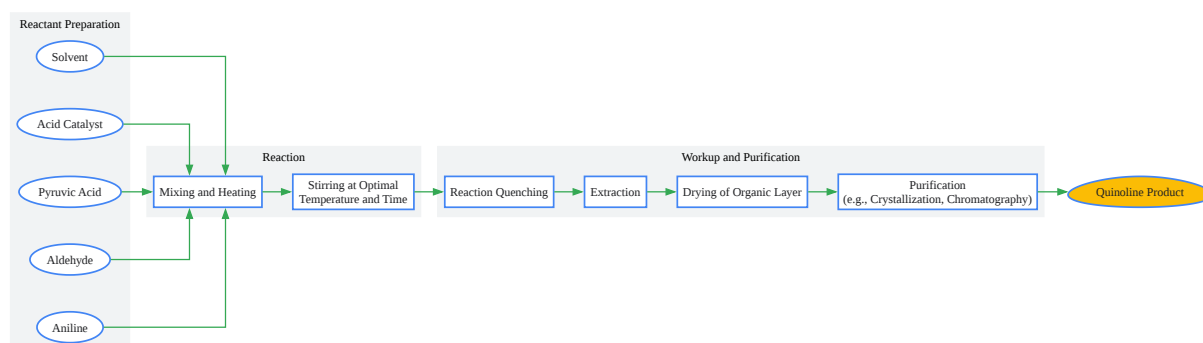 Reactant Preparation
Solvent
Acid Catalyst
Pyruvic Acid
Aldehyde
Aniline
Reaction
Mixing and Heating
Stirring at Optimal
Temperature and Time
Workup and Purification
Reaction Quenching
Extraction
Drying of Organic Layer
Purification
(e.g., Crystallization, Chromatography)
Quinoline Product